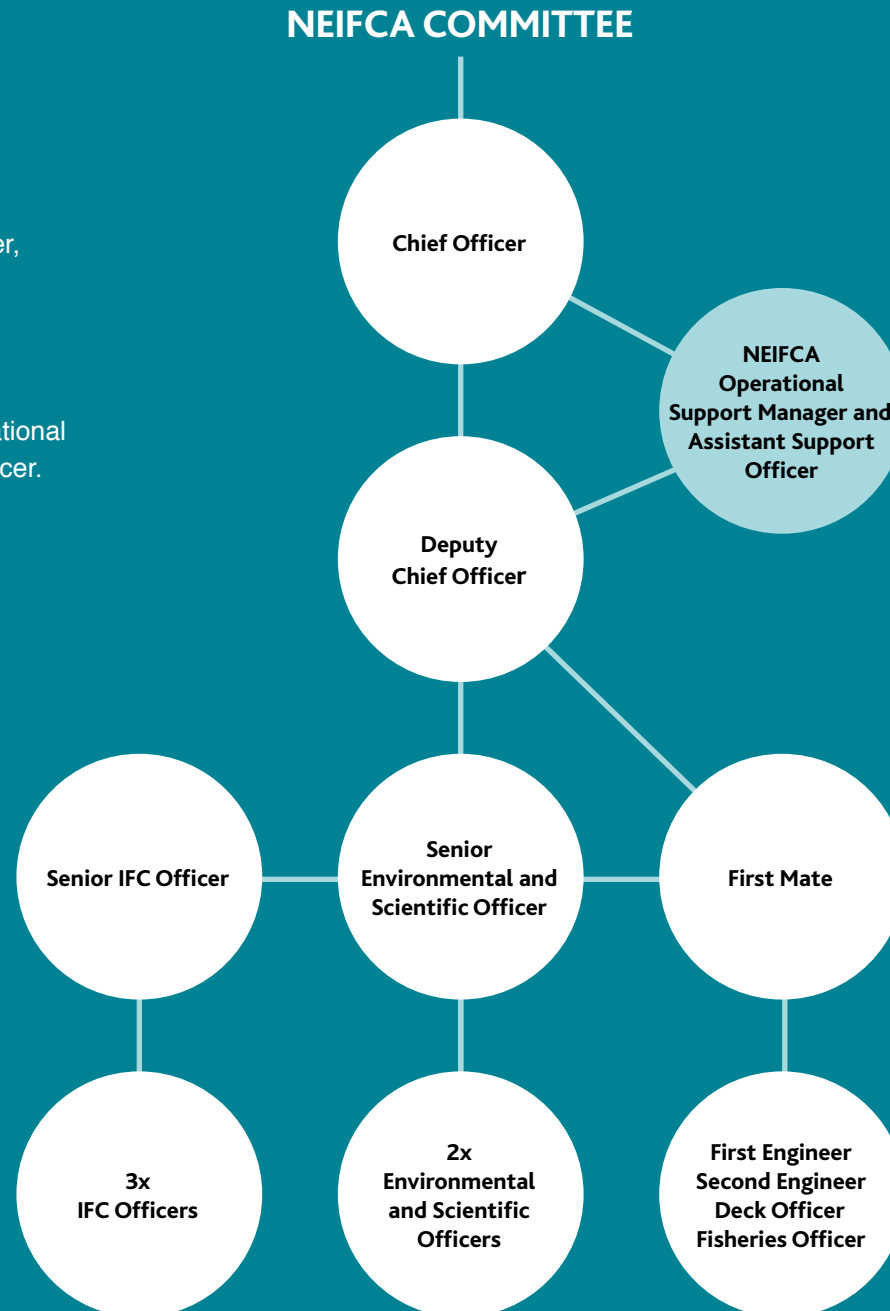 NEIFCA COMMITTEE
Chief Officer
er,
NEIFCA
Operational
Support Manager and
Assistant Support
Officer
tional
cer.
Deputy
Chief Officer
Senior IFC Officer
Senior
Environmental and
Scientific Officer
First Mate
3x
IFC Officers
2x
Environmental
and Scientific
Officers
First Engineer
Second Engineer
Deck Officer
Fisheries Officer